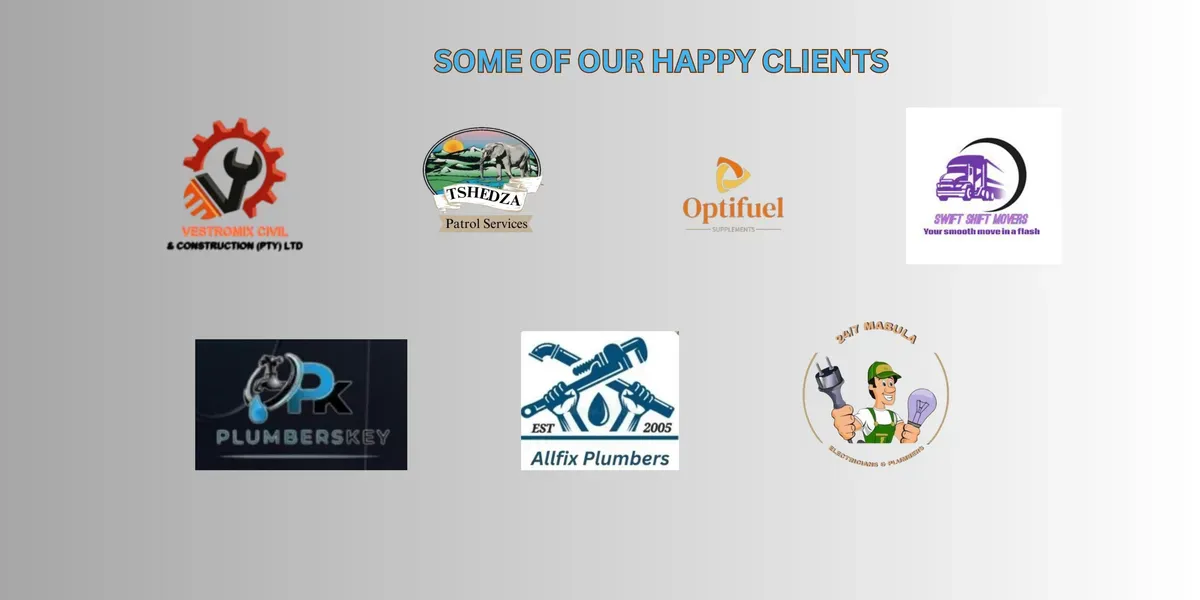 SOME OF OUR HAPPY CLIENTS
VESTROMIX CIVIL
& CONSTRUCTION (PTY) LTD
TSHEDZA
Patrol Services
Optifuel
SUPPLEMENTS
SWIFT SHIFT MOVERS
Your smooth move in a flash
PK
PLUMBERSKEY
EST 2005
Allfix Plumbers
24/7 MABULA
ELECTRICIANS & PLUMBERS